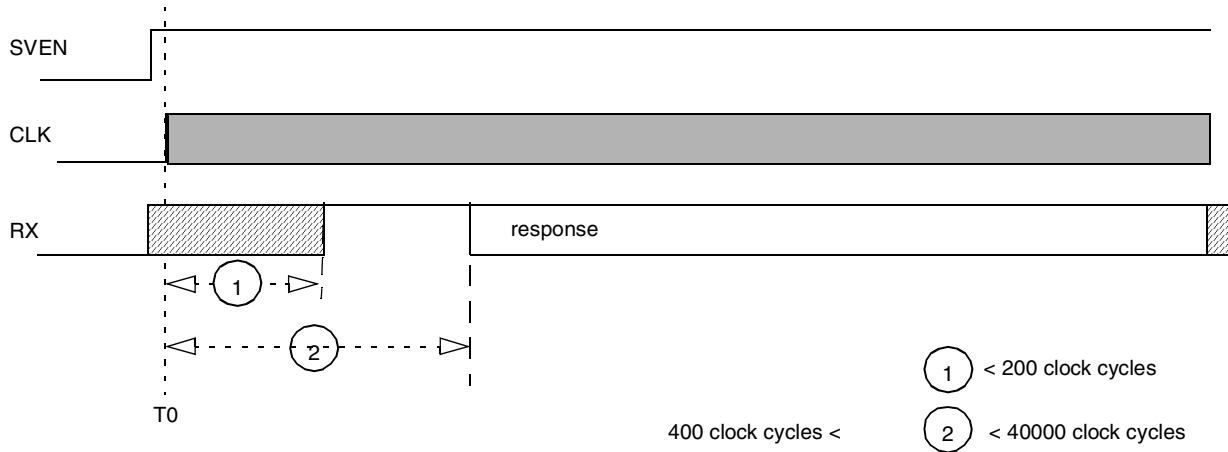 SVEN
CLK
RX
response
1
2
T0
1 < 200 clock cycles
400 clock cycles < 2 < 40000 clock cycles